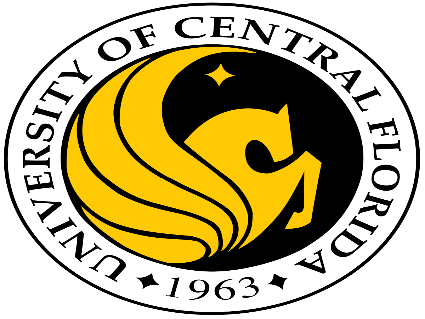 UNIVERSITY OF CENTRAL FLORIDA
1963